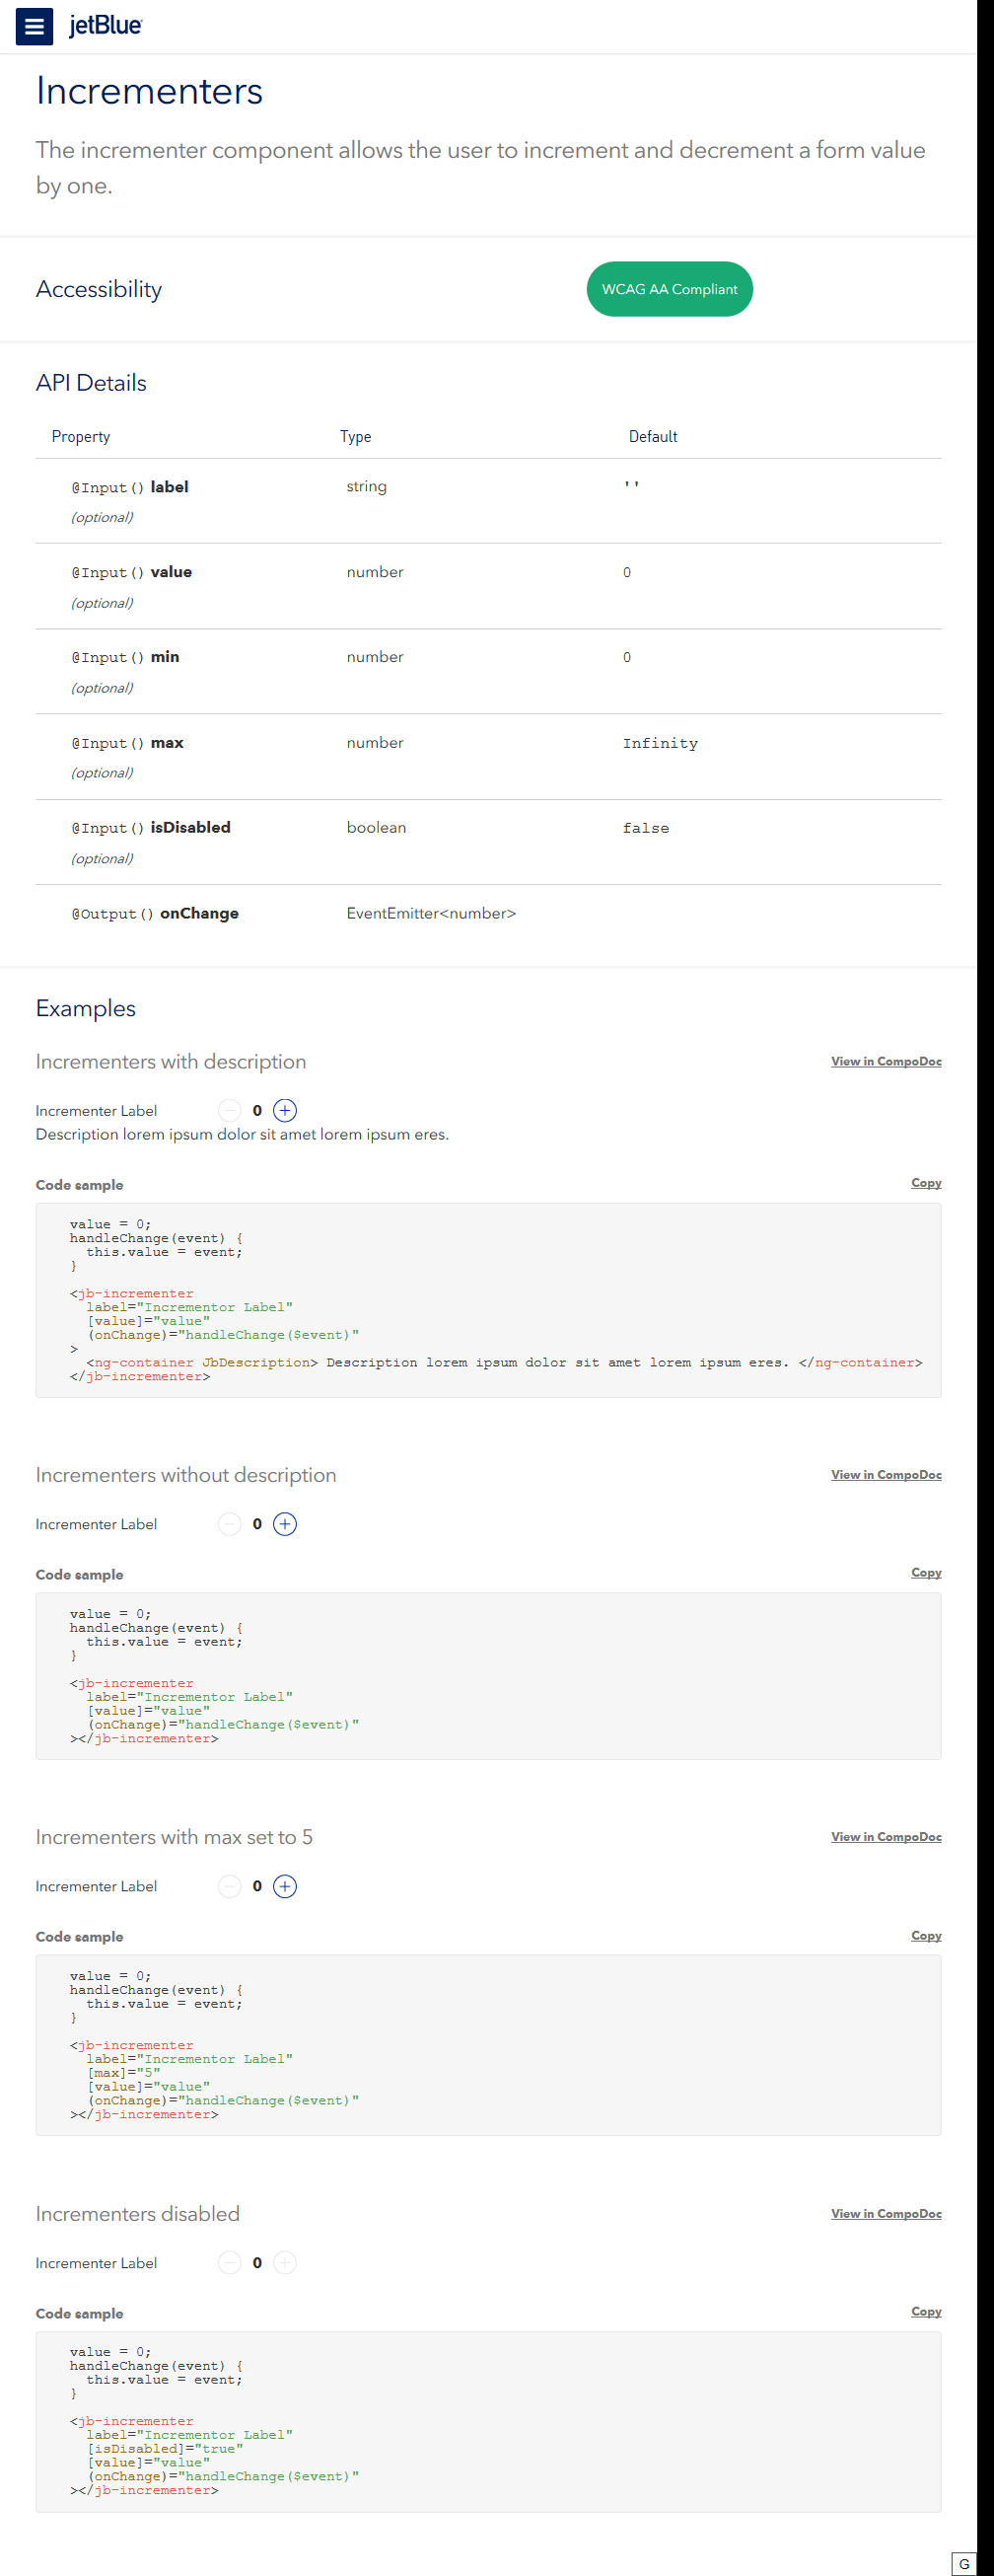 jetBlue
Incrementers
The incrementer component allows the user to increment and decrement a form value
by one.
Accessibility
WCAG AA Compliant
API Details
Property Type Default
@Input() label string ''
(optional)
@Input() value number 0
(optional)
@Input() min number 0
(optional)
@Input() max number Infinity
(optional)
@Input() isDisabled boolean false
(optional)
@Output() onChange EventEmitter<number>
Examples
Incrementers with description View in CompoDoc
Incrementer Label 0
Description lorem ipsum dolor sit amet lorem ipsum eres.
Code sample Copy
value = 0;
handleChange(event) {
this.value = event;
}
<jb-incrementer
label="Incrementor Label"
[value]="value"
(onChange)="handleChange($event)"
>
<ng-container JbDescription> Description lorem ipsum dolor sit amet lorem ipsum eres. </ng-container>
</jb-incrementer>
Incrementers without description View in CompoDoc
Incrementer Label 0
Code sample Copy
value = 0;
handleChange(event) {
this.value = event;
}
<jb-incrementer
label="Incrementor Label"
[value]="value"
(onChange)="handleChange($event)"
></jb-incrementer>
Incrementers with max set to 5 View in CompoDoc
Incrementer Label 0
Code sample Copy
value = 0;
handleChange(event) {
this.value = event;
}
<jb-incrementer
label="Incrementor Label"
[max]="5"
[value]="value"
(onChange)="handleChange($event)"
></jb-incrementer>
Incrementers disabled View in CompoDoc
Incrementer Label 0
Code sample Copy
value = 0;
handleChange(event) {
this.value = event;
}
<jb-incrementer
label="Incrementor Label"
[isDisabled]="true"
[value]="value"
(onChange)="handleChange($event)"
></jb-incrementer>
G